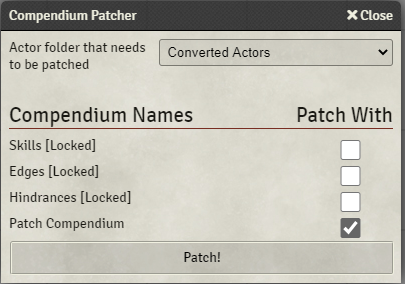 Compendium Patcher
Close
Actor folder that needs
to be patched
Converted Actors
Compendium Names
Patch With
Skills [Locked]
Edges [Locked]
Hindrances [Locked]
Patch Compendium
Patch!